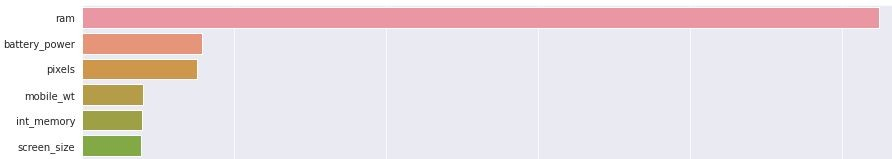 ram
battery_power
pixels
mobile_wt
int_memory
screen_size